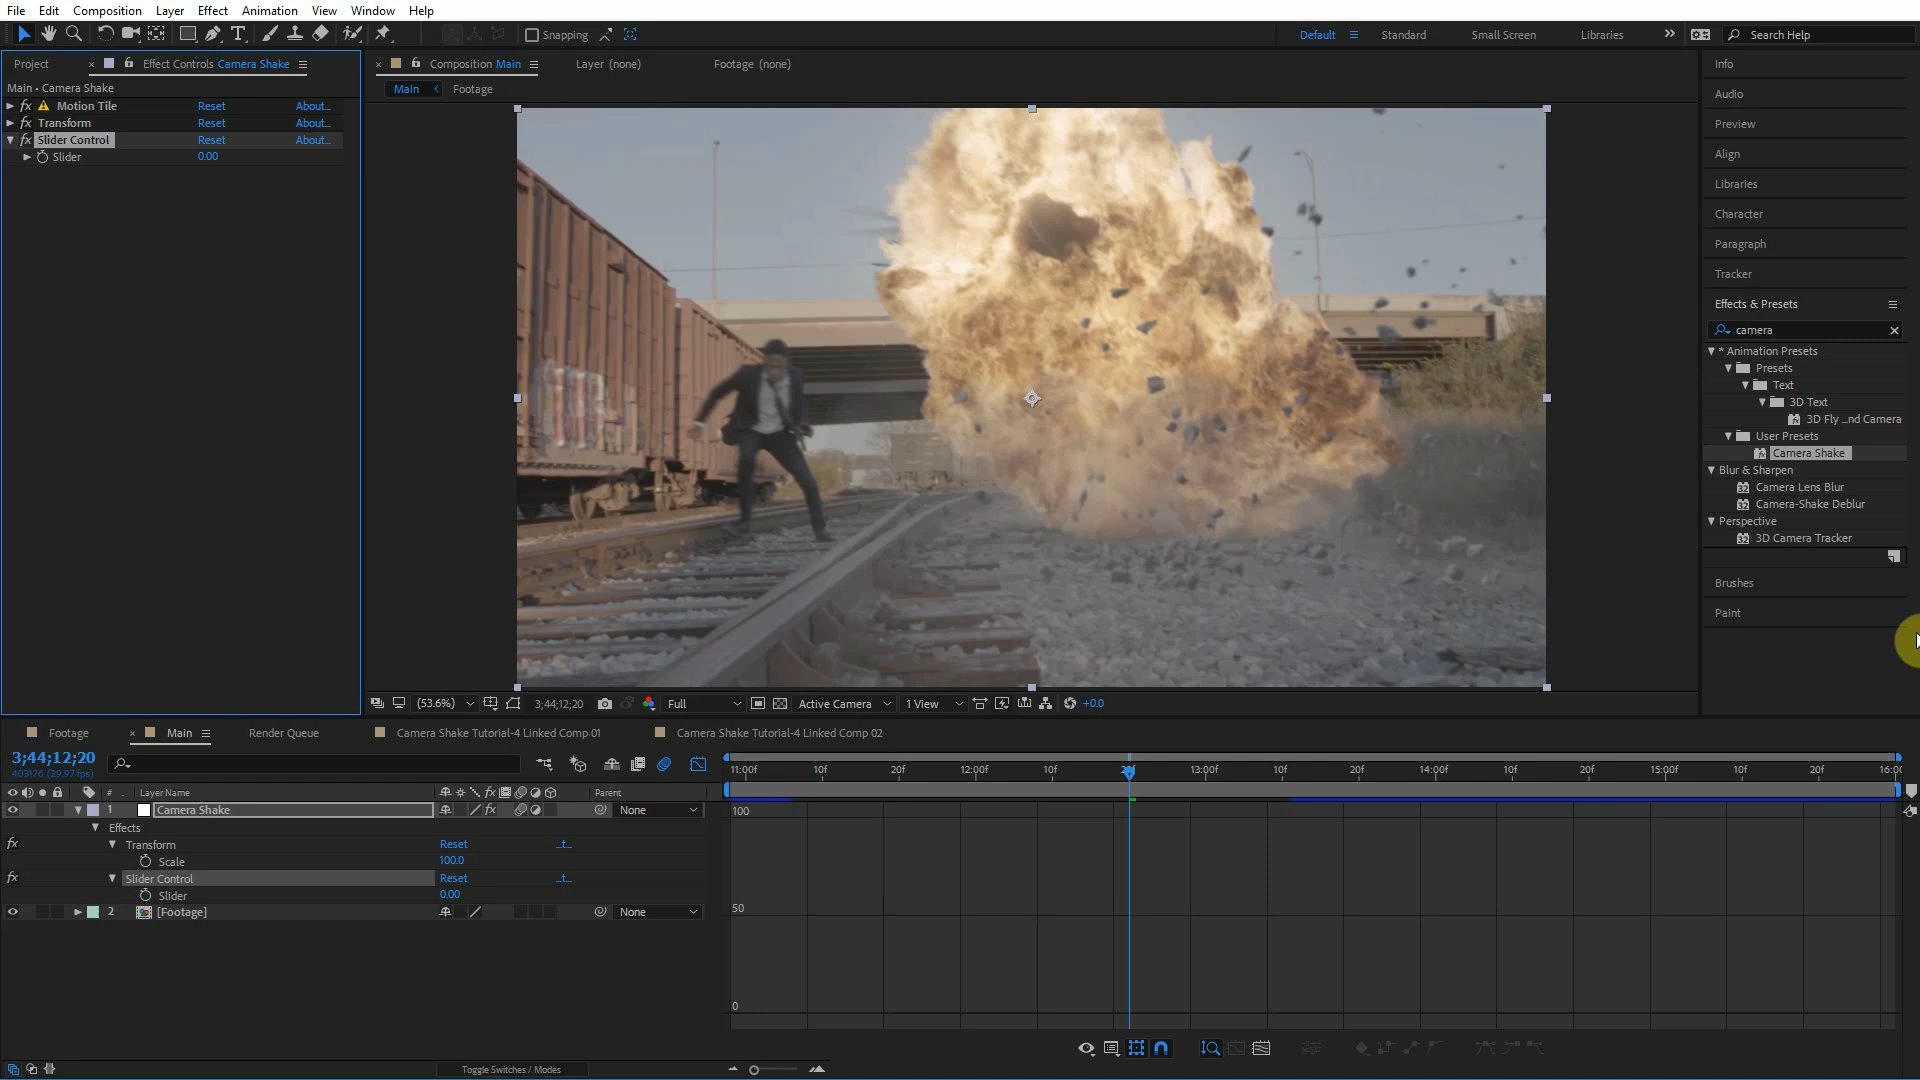 File Edit Composition Layer Effect Animation View Window Help
Snapping
Default Standard Small Screen Libraries Search Help
Project Effect Controls Camera Shake
Composition Main Layer (none) Footage (none)
Main Footage
Main • Camera Shake
Motion Tile Reset About...
Transform Reset About...
Slider Control Reset About...
Slider 0.00
Info
Audio
Preview
Align
Libraries
Character
Paragraph
Tracker
Effects & Presets
camera
* Animation Presets
Presets
Text
3D Text
3D Fly ...nd Camera
User Presets
Camera Shake
Blur & Sharpen
Camera Lens Blur
Camera-Shake Deblur
Perspective
3D Camera Tracker
Brushes
Paint
(53.6%) 3;44;12;20 Full Active Camera 1 View +0.0
Footage Main Render Queue Camera Shake Tutorial-4 Linked Comp 01 Camera Shake Tutorial-4 Linked Comp 02
3;44;12;20
403176 (29.97 fps)
11:00f 10f 20f 12:00f 10f 13:00f 10f 20f 14:00f 10f 20f 15:00f 10f 20f
# Layer Name Parent
1 Camera Shake None
Effects
Transform Reset ...t...
Scale 100.0
Slider Control Reset ...t...
Slider 0.00
2 [Footage] None
100
50
0
Toggle Switches / Modes